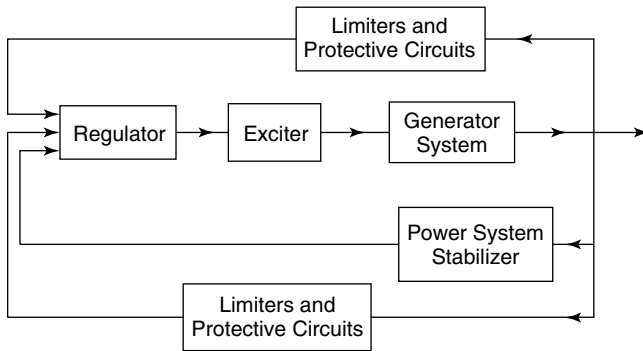 Limiters and
Protective Circuits
Regulator
Exciter
Generator
System
Power System
Stabilizer
Limiters and
Protective Circuits